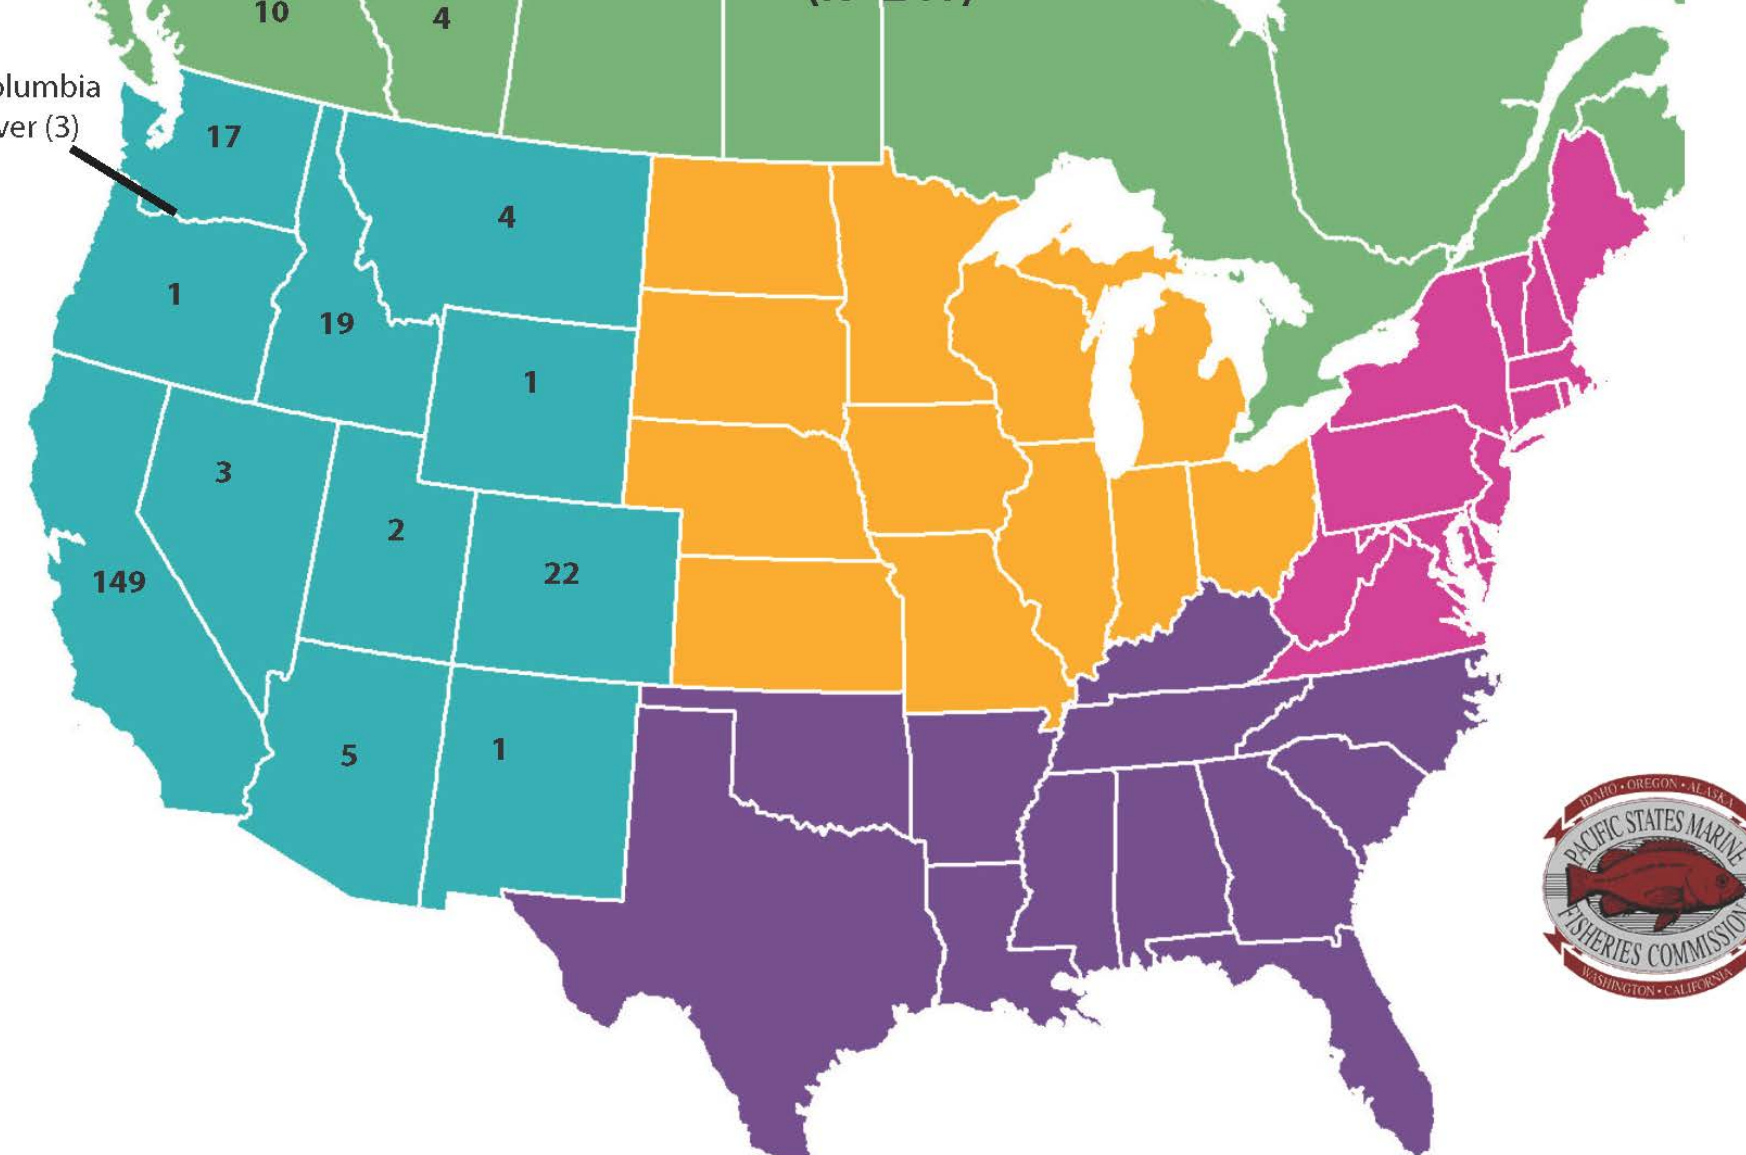 10
4
olumbia
ver (3)
17
4
1
19
1
3
2
149
22
5
1
IDAHO • OREGON • ALASKA
PACIFIC STATES MARINE
FISHERIES COMMISSION
WASHINGTON • CALIFORNIA